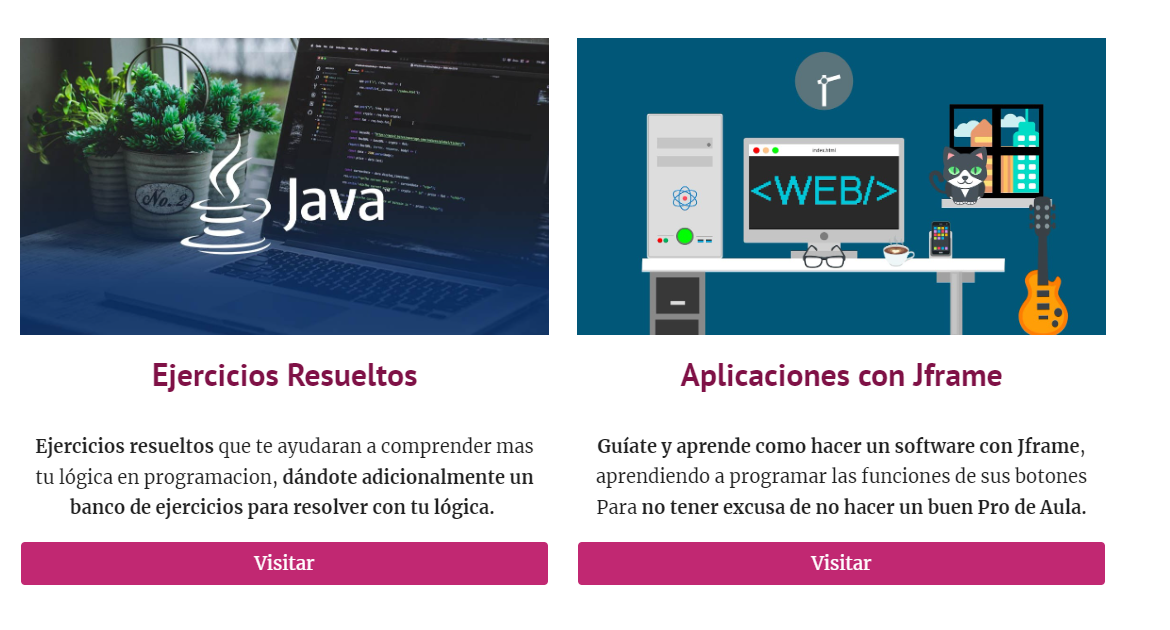 No. 2
Java
index.html
<WEB/>
Ejercicios Resueltos
Ejercicios resueltos que te ayudaran a comprender mas
tu lógica en programacion, dándote adicionalmente un
banco de ejercicios para resolver con tu lógica.
Visitar
Aplicaciones con Jframe
Guíate y aprende como hacer un software con Jframe,
aprendiendo a programar las funciones de sus botones
Para no tener excusa de no hacer un buen Pro de Aula.
Visitar